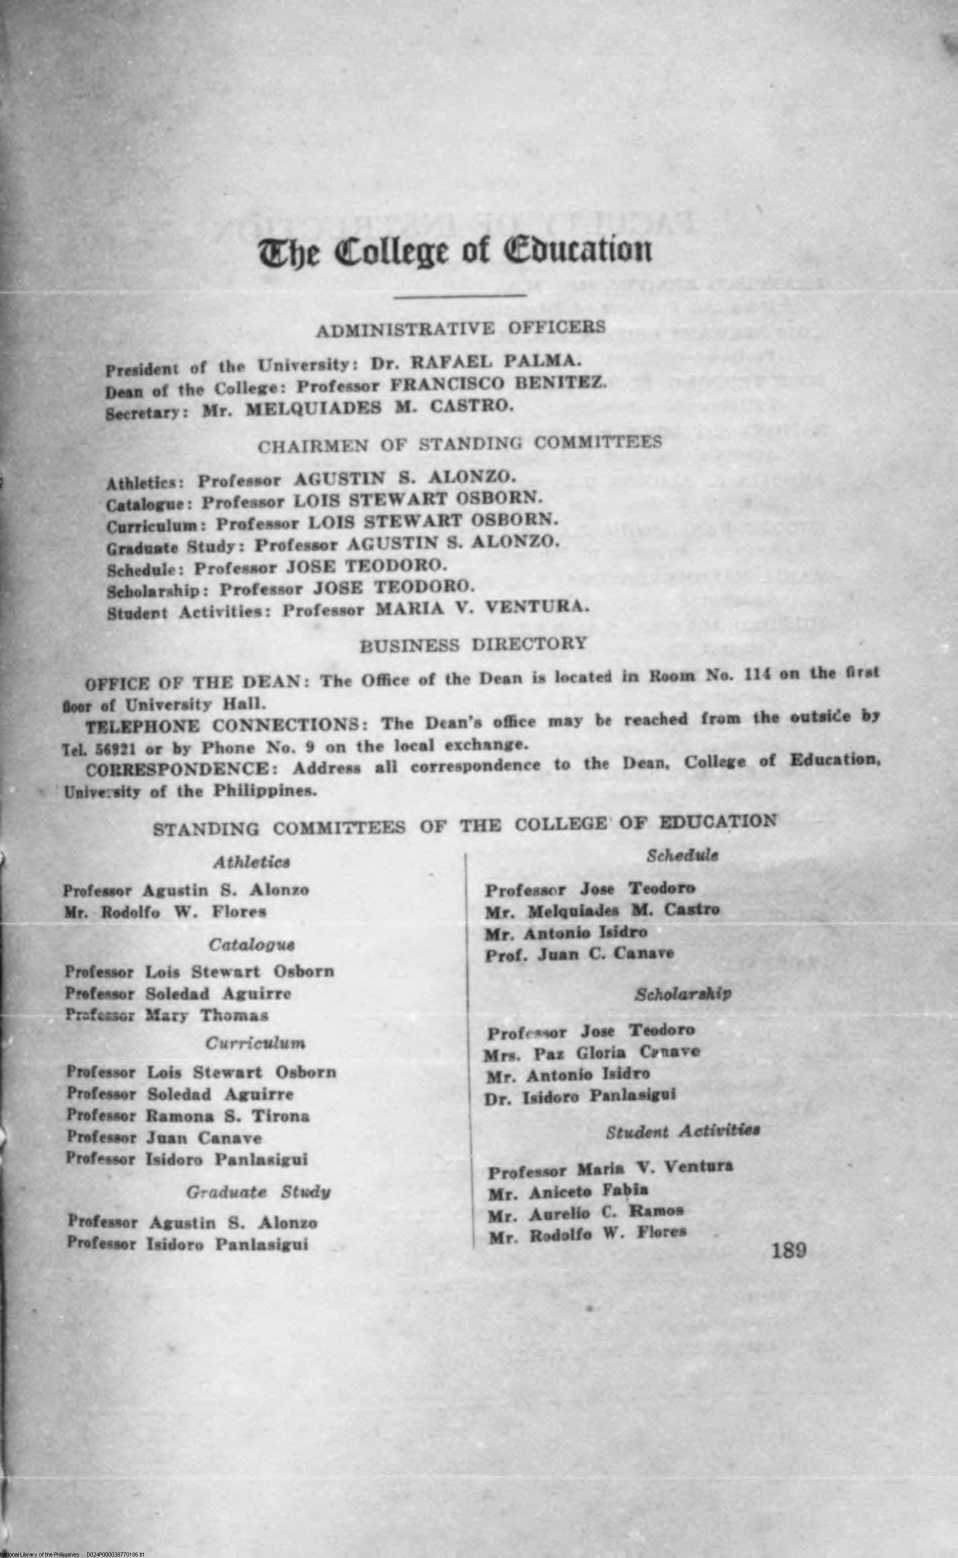 The College of Education
ADMINISTRATIVE OFFICERS
President of the University: Dr. RAFAEL PALMA.
Dean of the College: Professor FRANCISCO BENITEZ.
Secretary: Mr. MELQUIADES M. CASTRO.
CHAIRMEN OF STANDING COMMITTEES
Athletics: Professor AGUSTIN S. ALONZO.
Catalogue: Professor LOIS STEWART OSBORN.
Curriculum: Professor LOIS STEWART OSBORN.
Graduate Study: Professor AGUSTIN S. ALONZO.
Schedule: Professor JOSE TEODORO.
Scholarship: Professor JOSE TEODORO.
Student Activities: Professor MARIA V. VENTURA.
BUSINESS DIRECTORY
OFFICE OF THE DEAN: The Office of the Dean is located in Room No. 114 on the first
floor of University Hall.
TELEPHONE CONNECTIONS: The Dean's office may be reached from the outside by
Tel. 56921 or by Phone No. 9 on the local exchange.
CORRESPONDENCE: Address all correspondence to the Dean, College of Education,
University of the Philippines.
STANDING COMMITTEES OF THE COLLEGE OF EDUCATION
Athletics
Professor Agustin S. Alonzo
Mr. Rodolfo W. Flores
Catalogue
Professor Lois Stewart Osborn
Professor Soledad Aguirre
Professor Mary Thomas
Curriculum
Professor Lois Stewart Osborn
Professor Soledad Aguirre
Professor Ramona S. Tirona
Professor Juan Canave
Professor Isidoro Panlasigui
Graduate Study
Professor Agustin S. Alonzo
Professor Isidoro Panlasigui
Schedule
Professor Jose Teodoro
Mr. Melquiades M. Castro
Mr. Antonio Isidro
Prof. Juan C. Canave
Scholarship
Professor Jose Teodoro
Mrs. Paz Gloria Canave
Mr. Antonio Isidro
Dr. Isidoro Panlasigui
Student Activities
Professor Maria V. Ventura
Mr. Aniceto Fabia
Mr. Aurelio C. Ramos
Mr. Rodolfo W. Flores
189
Library of the Philippines